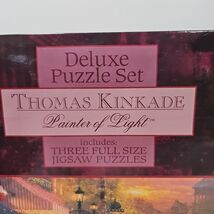 Deluxe
Puzzle Set
THOMAS KINKADE
Painter of Light™
includes:
THREE FULL SIZE
JIGSAW PUZZLES